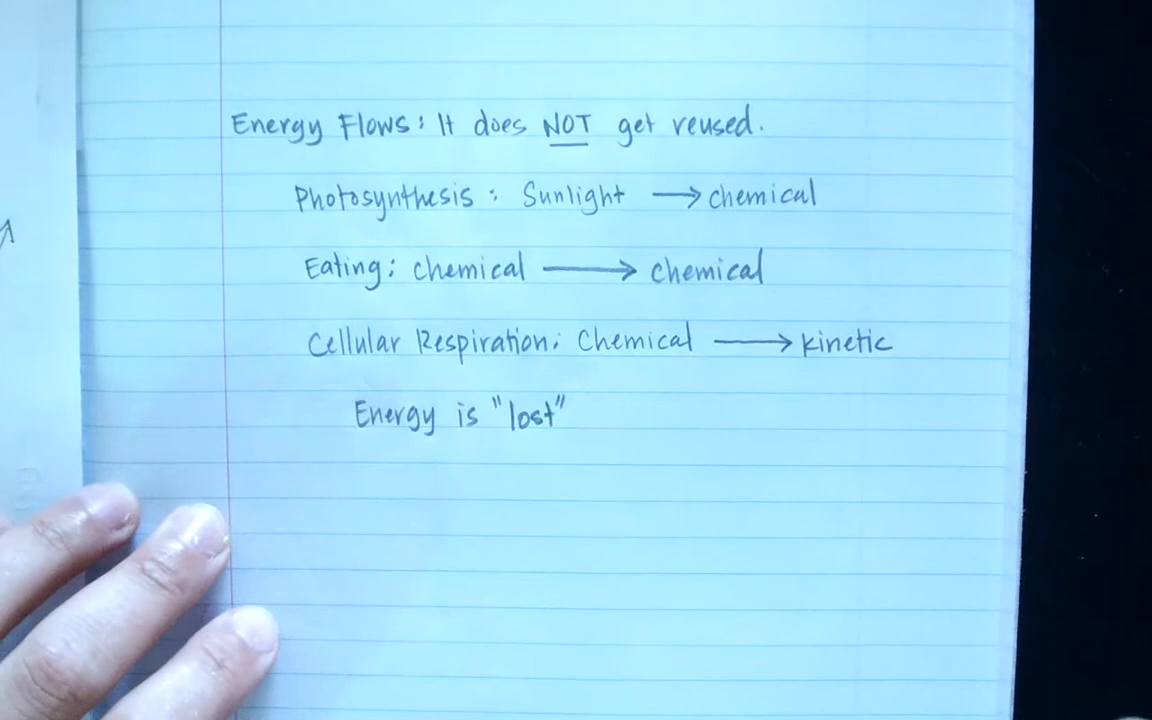 Energy Flows: It does NOT get reused.
Photosynthesis: Sunlight → chemical
Eating: chemical → chemical
Cellular Respiration: Chemical → kinetic
Energy is "lost"